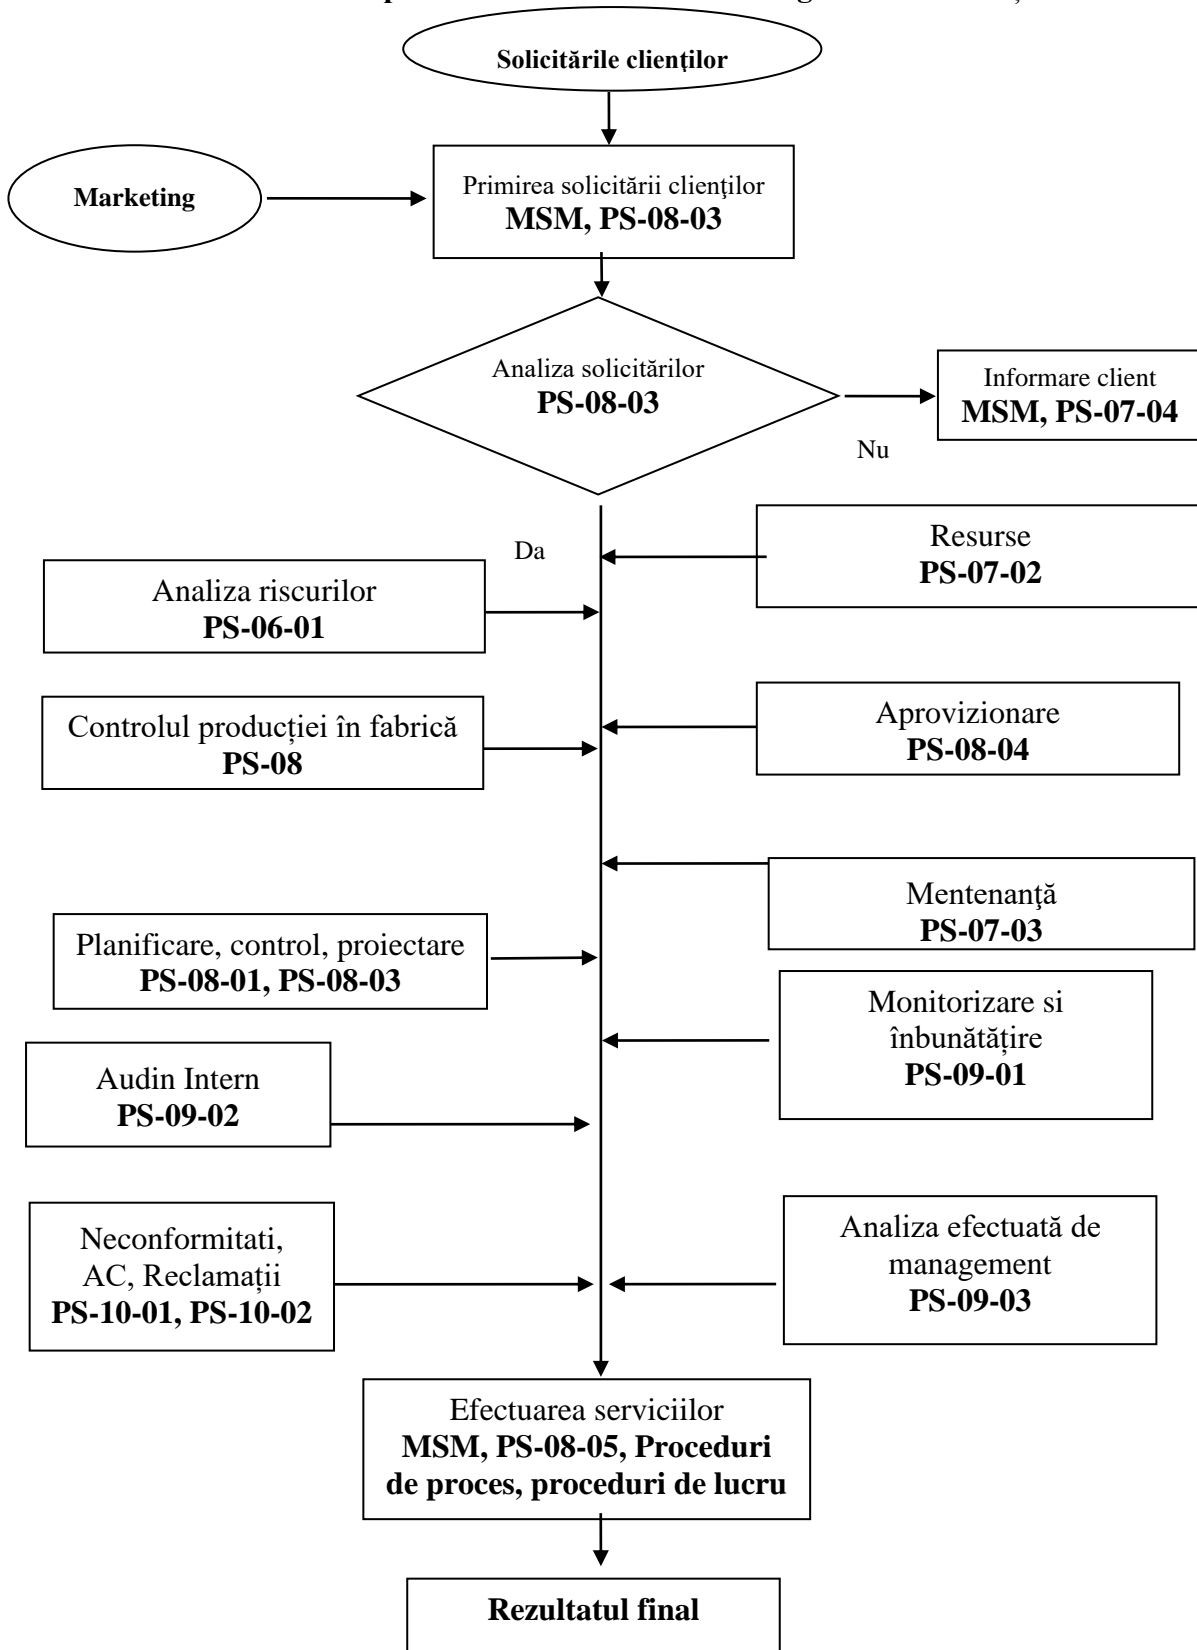 Solicitările clienților
Marketing
Primirea solicitării clienţilor
MSM, PS-08-03
Analiza solicitărilor
PS-08-03
Informare client
MSM, PS-07-04
Nu
Da
Resurse
PS-07-02
Analiza riscurilor
PS-06-01
Controlul producției în fabrică
PS-08
Aprovizionare
PS-08-04
Mentenanţă
PS-07-03
Planificare, control, proiectare
PS-08-01, PS-08-03
Monitorizare si
înbunătățire
PS-09-01
Audin Intern
PS-09-02
Neconformitati,
AC, Reclamații
PS-10-01, PS-10-02
Analiza efectuată de
management
PS-09-03
Efectuarea serviciilor
MSM, PS-08-05, Proceduri
de proces, proceduri de lucru
Rezultatul final